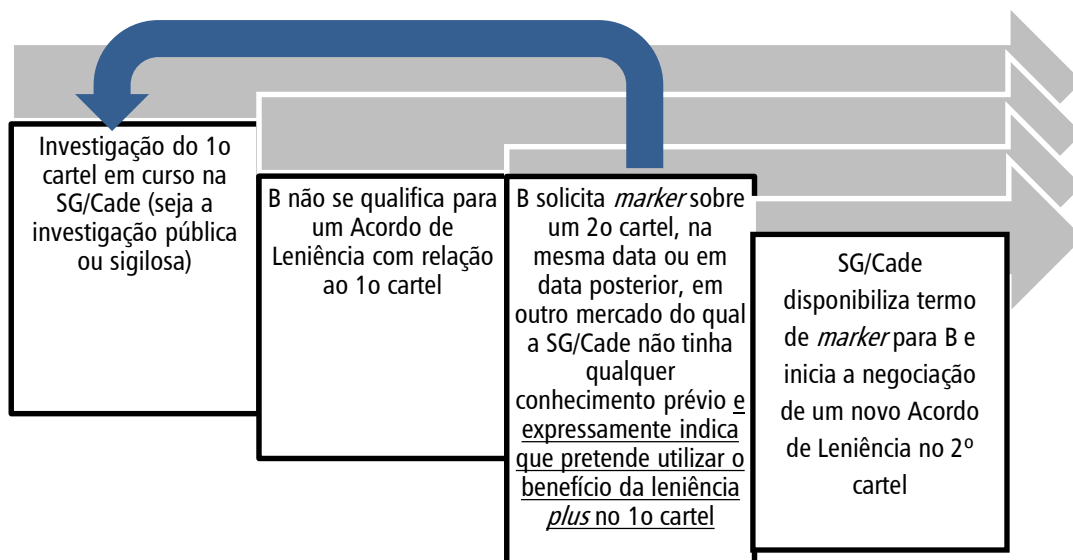 Investigação do 1o
cartel em curso na
SG/Cade (seja a
investigação pública
ou sigilosa)
B não se qualifica para
um Acordo de
Leniência com relação
ao 1o cartel
B solicita marker sobre
um 2o cartel, na
mesma data ou em
data posterior, em
outro mercado do qual
a SG/Cade não tinha
qualquer
conhecimento prévio e
expressamente indica
que pretende utilizar o
benefício da leniência
plus no 1o cartel
SG/Cade
disponibiliza termo
de marker para B e
inicia a negociação
de um novo Acordo
de Leniência no 2º
cartel